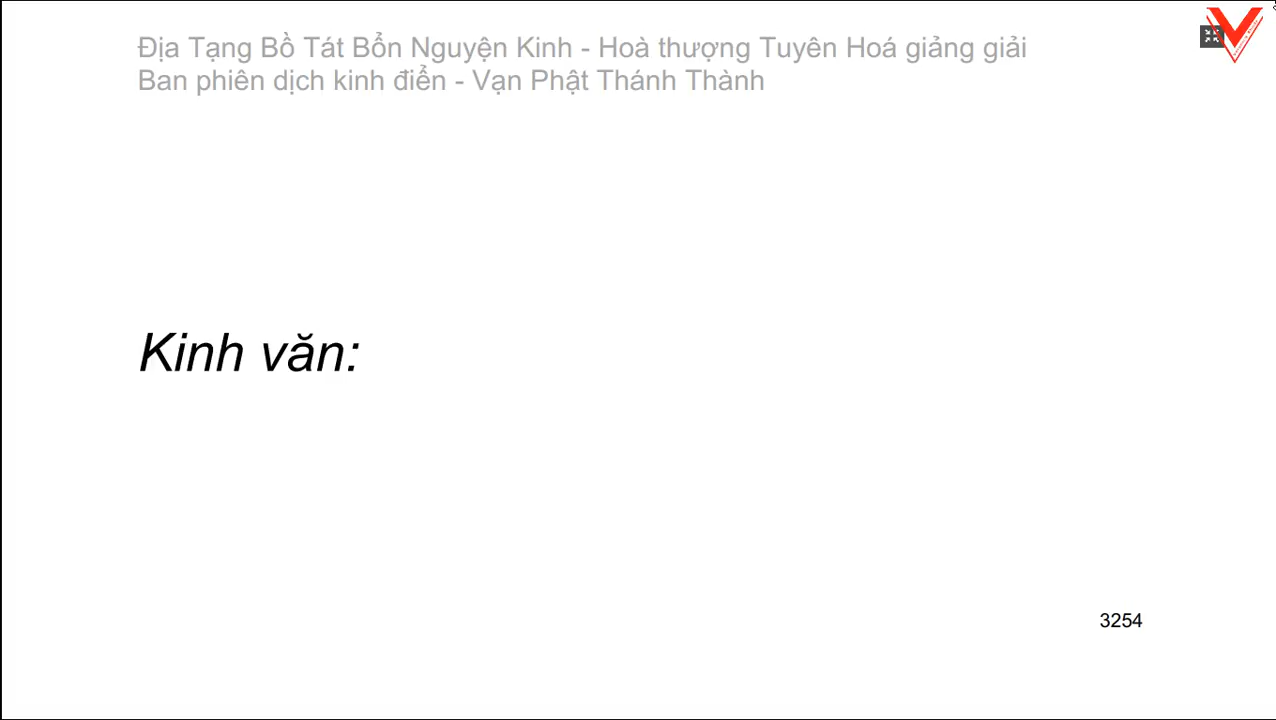 Địa Tạng Bồ Tát Bổn Nguyện Kinh - Hoà thượng Tuyên Hoá giảng giải
Ban phiên dịch kinh điển - Vạn Phật Thánh Thành
Kinh văn:
3254